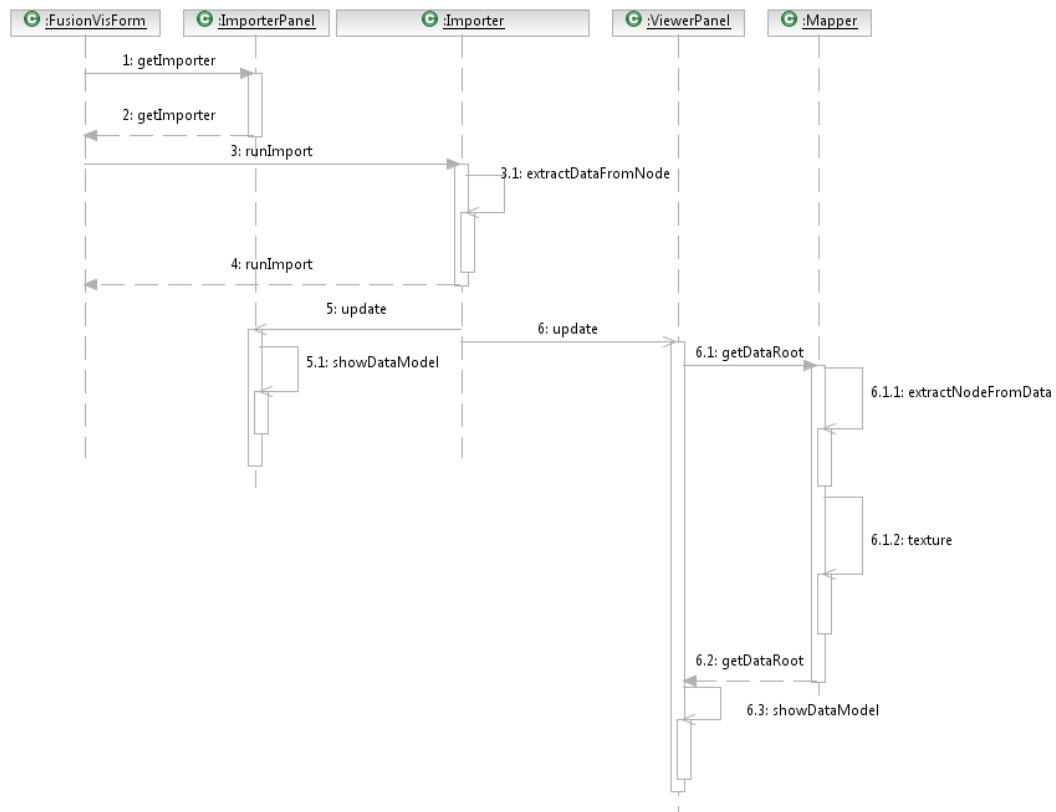 C :FusionVisForm
C :ImporterPanel
C :Importer
C :ViewerPanel
C :Mapper
1: getImporter
2: getImporter
3: runImport
3.1: extractDataFromNode
4: runImport
5: update
6: update
6.1: getDataRoot
5.1: showDataModel
6.1.1: extractNodeFromData
6.1.2: texture
6.2: getDataRoot
6.3: showDataModel